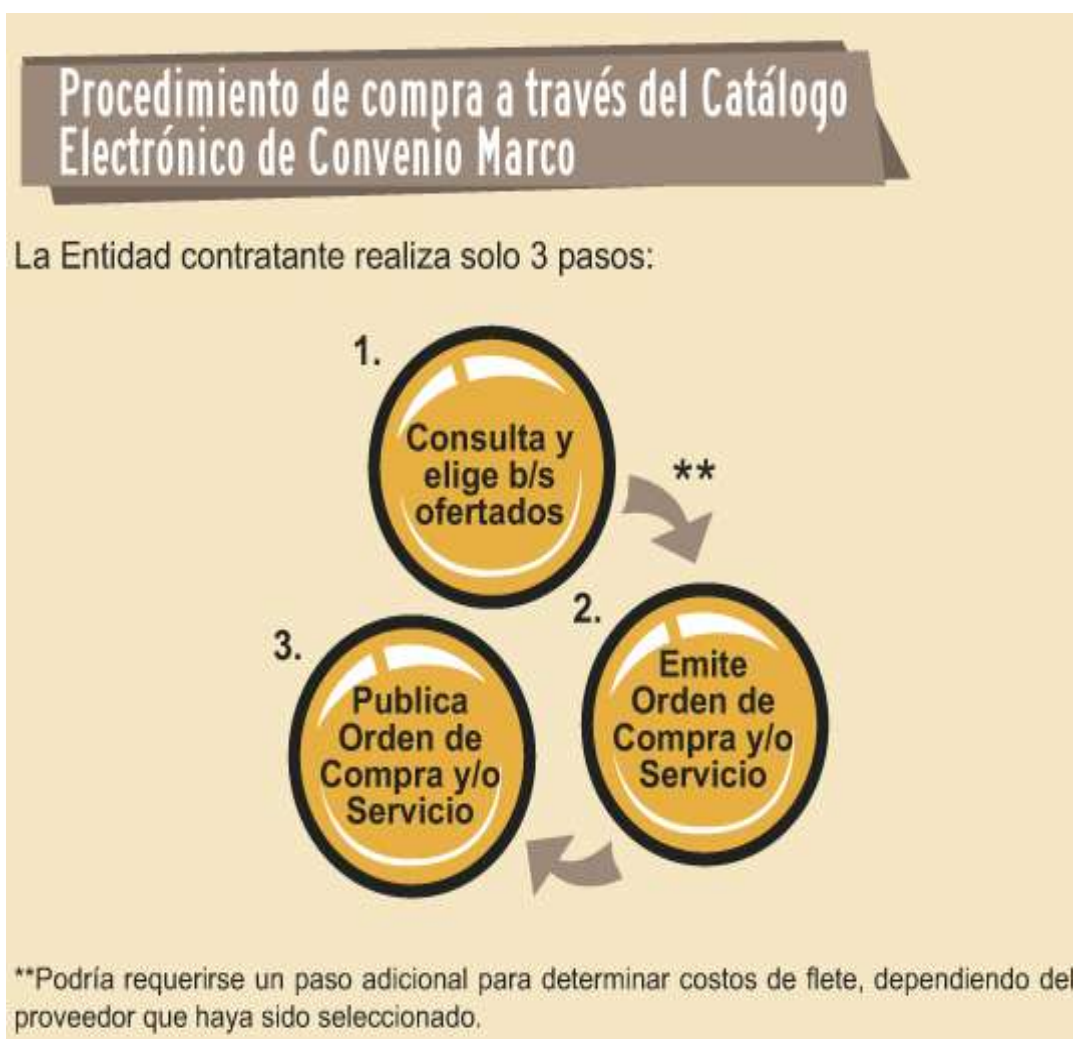 Procedimiento de compra a través del Catálogo
Electrónico de Convenio Marco
La Entidad contratante realiza solo 3 pasos:
1.
Consulta y
elige b/s
ofertados
**
2.
Emite
Orden de
Compra y/o
Servicio
3.
Publica
Orden de
Compra y/o
Servicio
**Podría requerirse un paso adicional para determinar costos de flete, dependiendo del
proveedor que haya sido seleccionado.